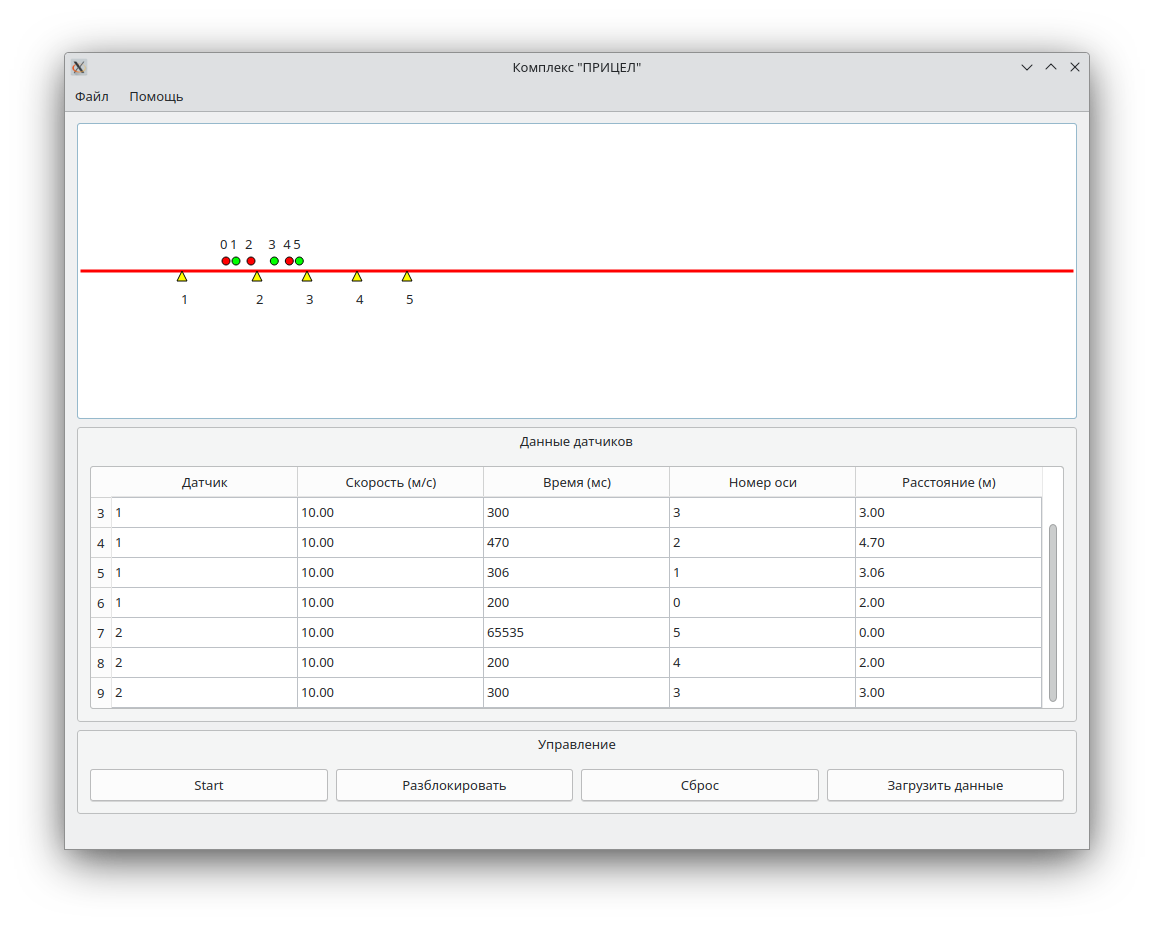 Комплекс "ПРИЦЕЛ"
Файл Помощь
0 1 2 3 4 5
1 2 3 4 5
Данные датчиков
Датчик Скорость (м/с) Время (мс) Номер оси Расстояние (м)
3 1 10.00 300 3 3.00
4 1 10.00 470 2 4.70
5 1 10.00 306 1 3.06
6 1 10.00 200 0 2.00
7 2 10.00 65535 5 0.00
8 2 10.00 200 4 2.00
9 2 10.00 300 3 3.00
Управление
Start Разблокировать Сброс Загрузить данные